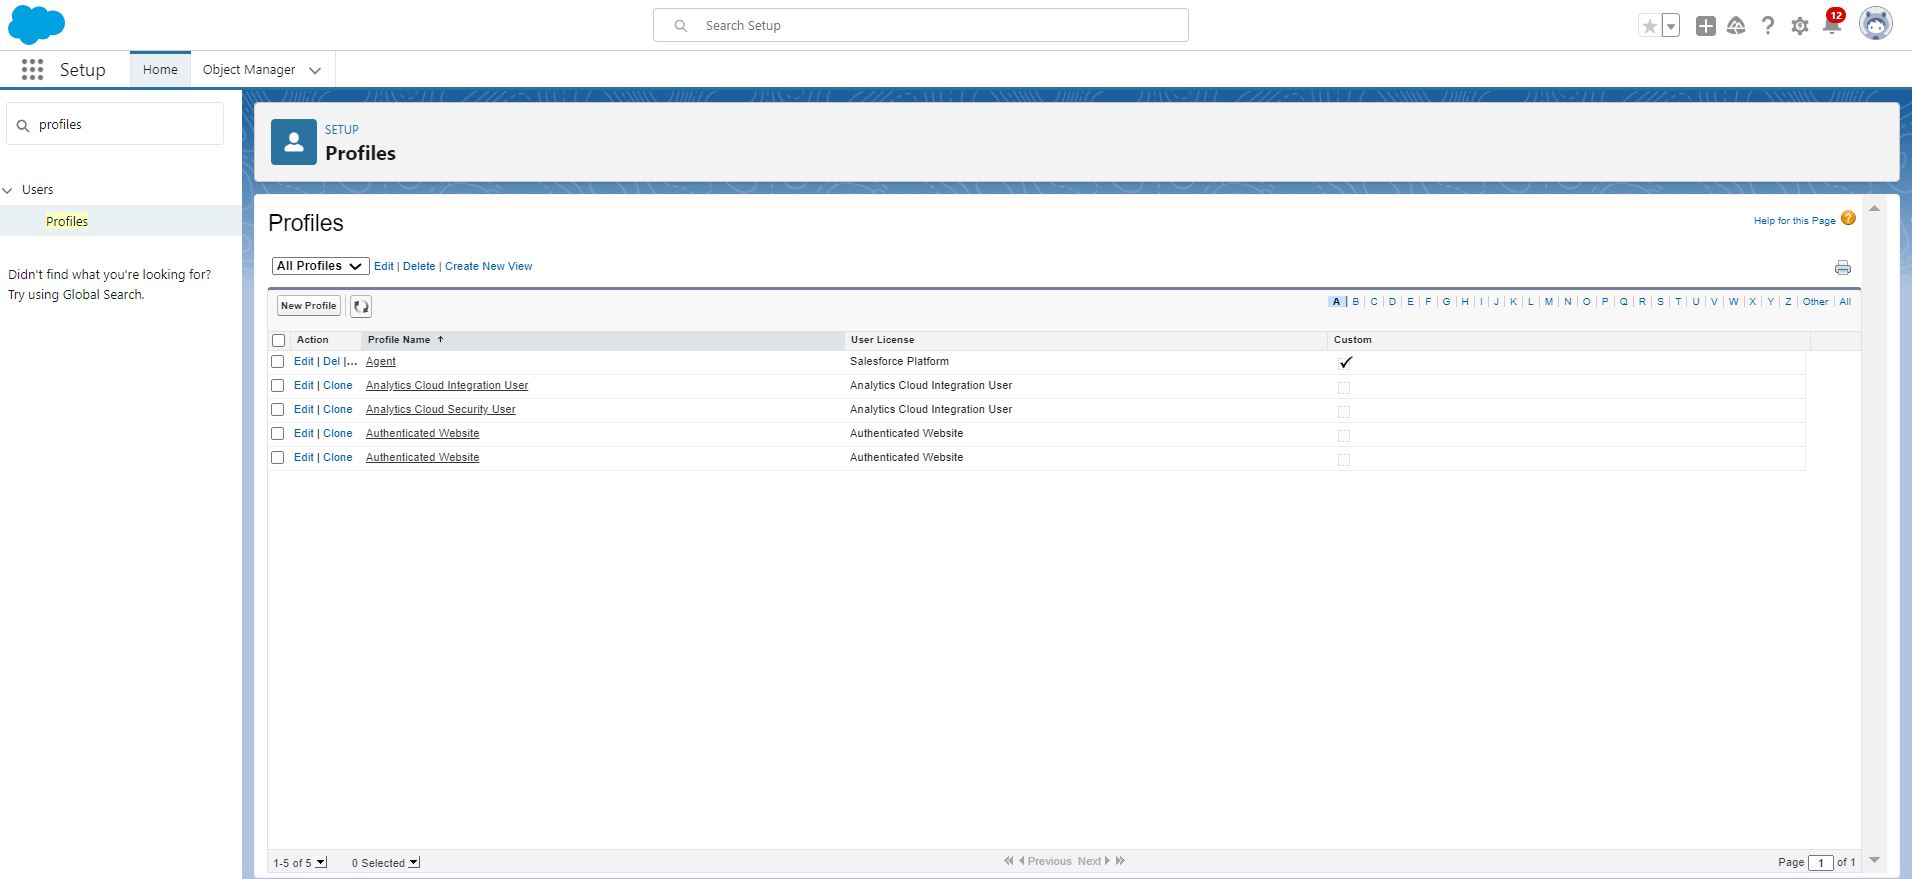 Search Setup
12
Setup
Home
Object Manager
profiles
Users
Profiles
Didn't find what you're looking for?
Try using Global Search.
SETUP
Profiles
Profiles
Help for this Page ?
All Profiles Edit | Delete | Create New View
New Profile
A | B | C | D | E | F | G | H | I | J | K | L | M | N | O | P | Q | R | S | T | U | V | W | X | Y | Z | Other | All
Action Profile Name User License Custom
Edit | Del |... Agent Salesforce Platform
Edit | Clone Analytics Cloud Integration User Analytics Cloud Integration User
Edit | Clone Analytics Cloud Security User Analytics Cloud Integration User
Edit | Clone Authenticated Website Authenticated Website
Edit | Clone Authenticated Website Authenticated Website
1-5 of 5 0 Selected Previous Next Page 1 of 1